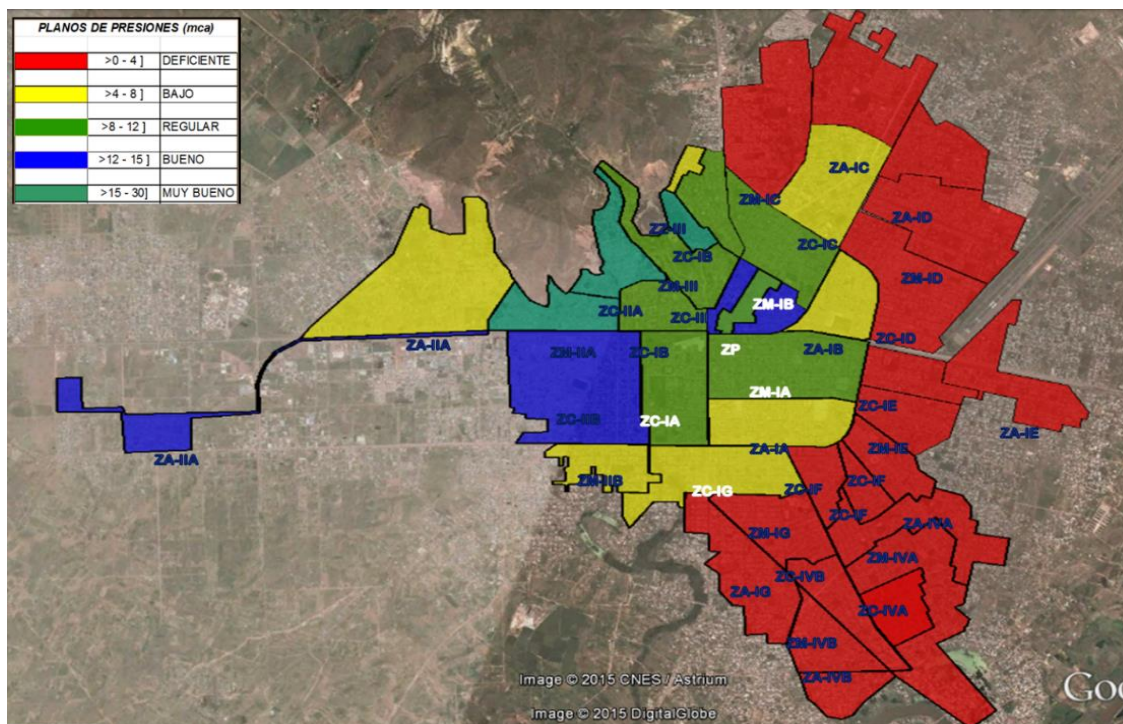 PLANOS DE PRESIONES (mca)
>0 - 4 ] DEFICIENTE
>4 - 8 ] BAJO
>8 - 12 ] REGULAR
>12 - 15 ] BUENO
>15 - 30] MUY BUENO
ZA-IC
ZM-IC
ZA-ID
ZZ-III
ZC-IC
ZC-IB
ZM-ID
ZM-III
ZC-IIA
ZM-IB
ZC-III
ZC-ID
ZA-IIA
ZM-IIA
ZC-IB
ZP
ZA-IB
ZM-IA
ZC-IE
ZC-IIB
ZC-IA
ZA-IE
ZA-IIA
ZA-IA
ZM-IE
ZM-IIB
ZC-IG
ZC-IF
ZC-IF
ZC-IF
ZA-IVA
ZM-IG
ZM-IVA
ZC-IVB
ZA-IG
ZC-IVA
ZM-IVB
ZA-IVB
Image © 2015 CNES / Astrium
Goo
Image © 2015 DigitalGlobe